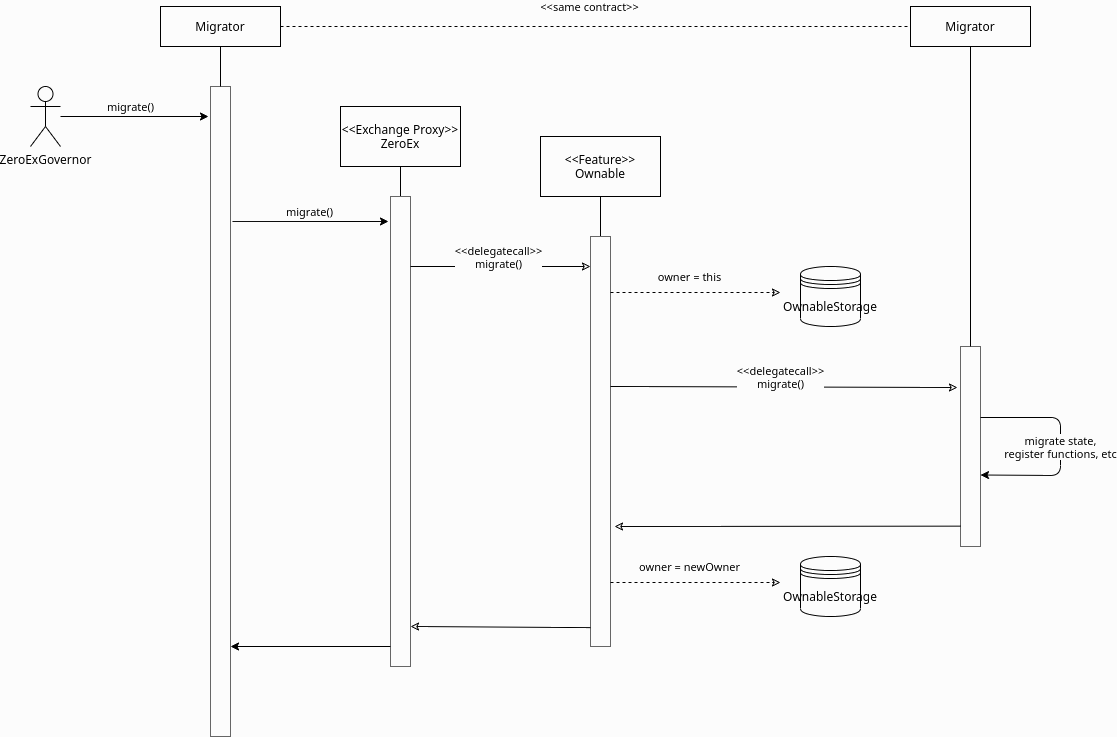 <<same contract>>
Migrator
Migrator
migrate()
ZeroExGovernor
<<Exchange Proxy>>
ZeroEx
<<Feature>>
Ownable
migrate()
<<delegatecall>>
migrate()
owner = this
OwnableStorage
<<delegatecall>>
migrate()
migrate state,
register functions, etc
owner = newOwner
OwnableStorage